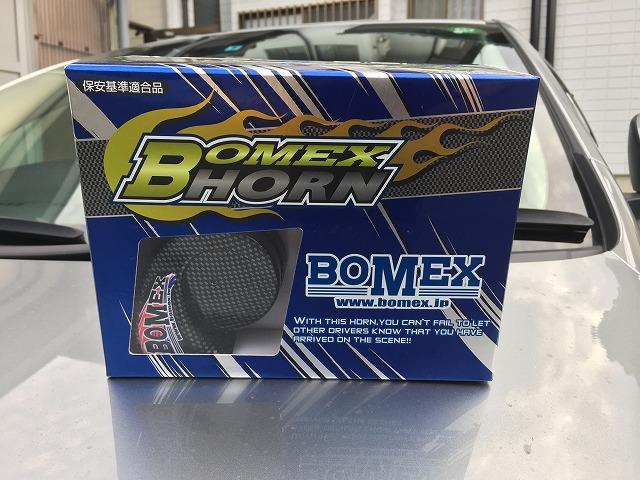 保安基準適合品
BOMEX
HORN
BOMEX
BOMEX
www.bomex.jp
WITH THIS HORN,YOU CAN'T FAIL TO LET
OTHER DRIVERS KNOW THAT YOU HAVE
ARRIVED ON THE SCENE!!